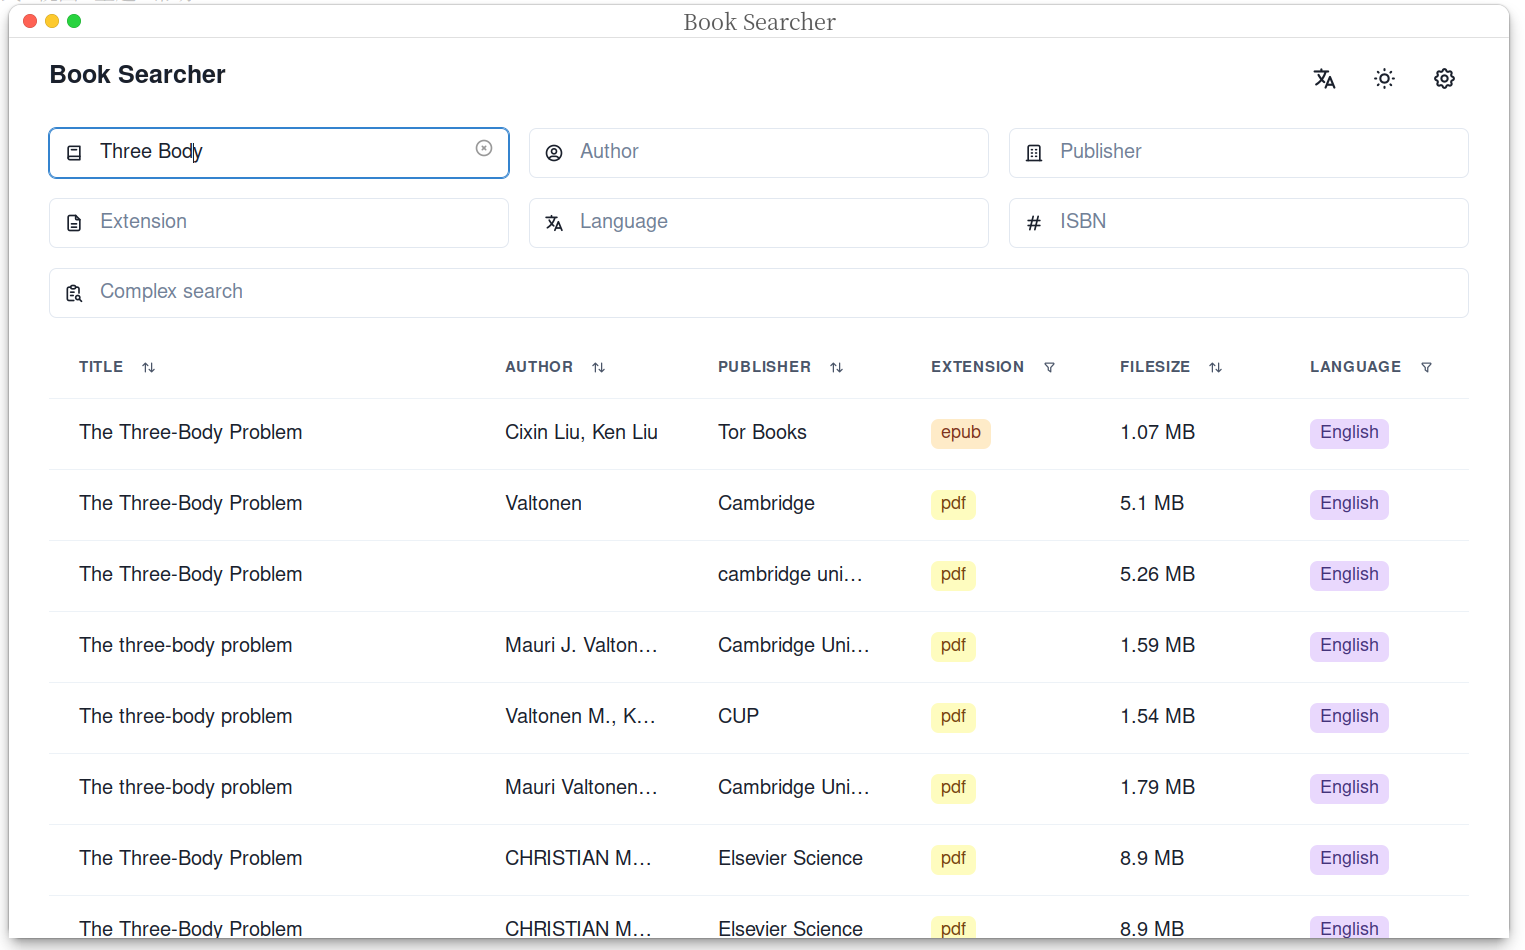 Book Searcher
Book Searcher
Three Body
Author
Publisher
Extension
Language
ISBN
Complex search
TITLE AUTHOR PUBLISHER EXTENSION FILESIZE LANGUAGE
The Three-Body Problem Cixin Liu, Ken Liu Tor Books epub 1.07 MB English
The Three-Body Problem Valtonen Cambridge pdf 5.1 MB English
The Three-Body Problem cambridge uni... pdf 5.26 MB English
The three-body problem Mauri J. Valton... Cambridge Uni... pdf 1.59 MB English
The three-body problem Valtonen M., K... CUP pdf 1.54 MB English
The three-body problem Mauri Valtonen... Cambridge Uni... pdf 1.79 MB English
The Three-Body Problem CHRISTIAN M... Elsevier Science pdf 8.9 MB English
The Three-Body Problem CHRISTIAN M... Elsevier Science pdf 8.9 MB English